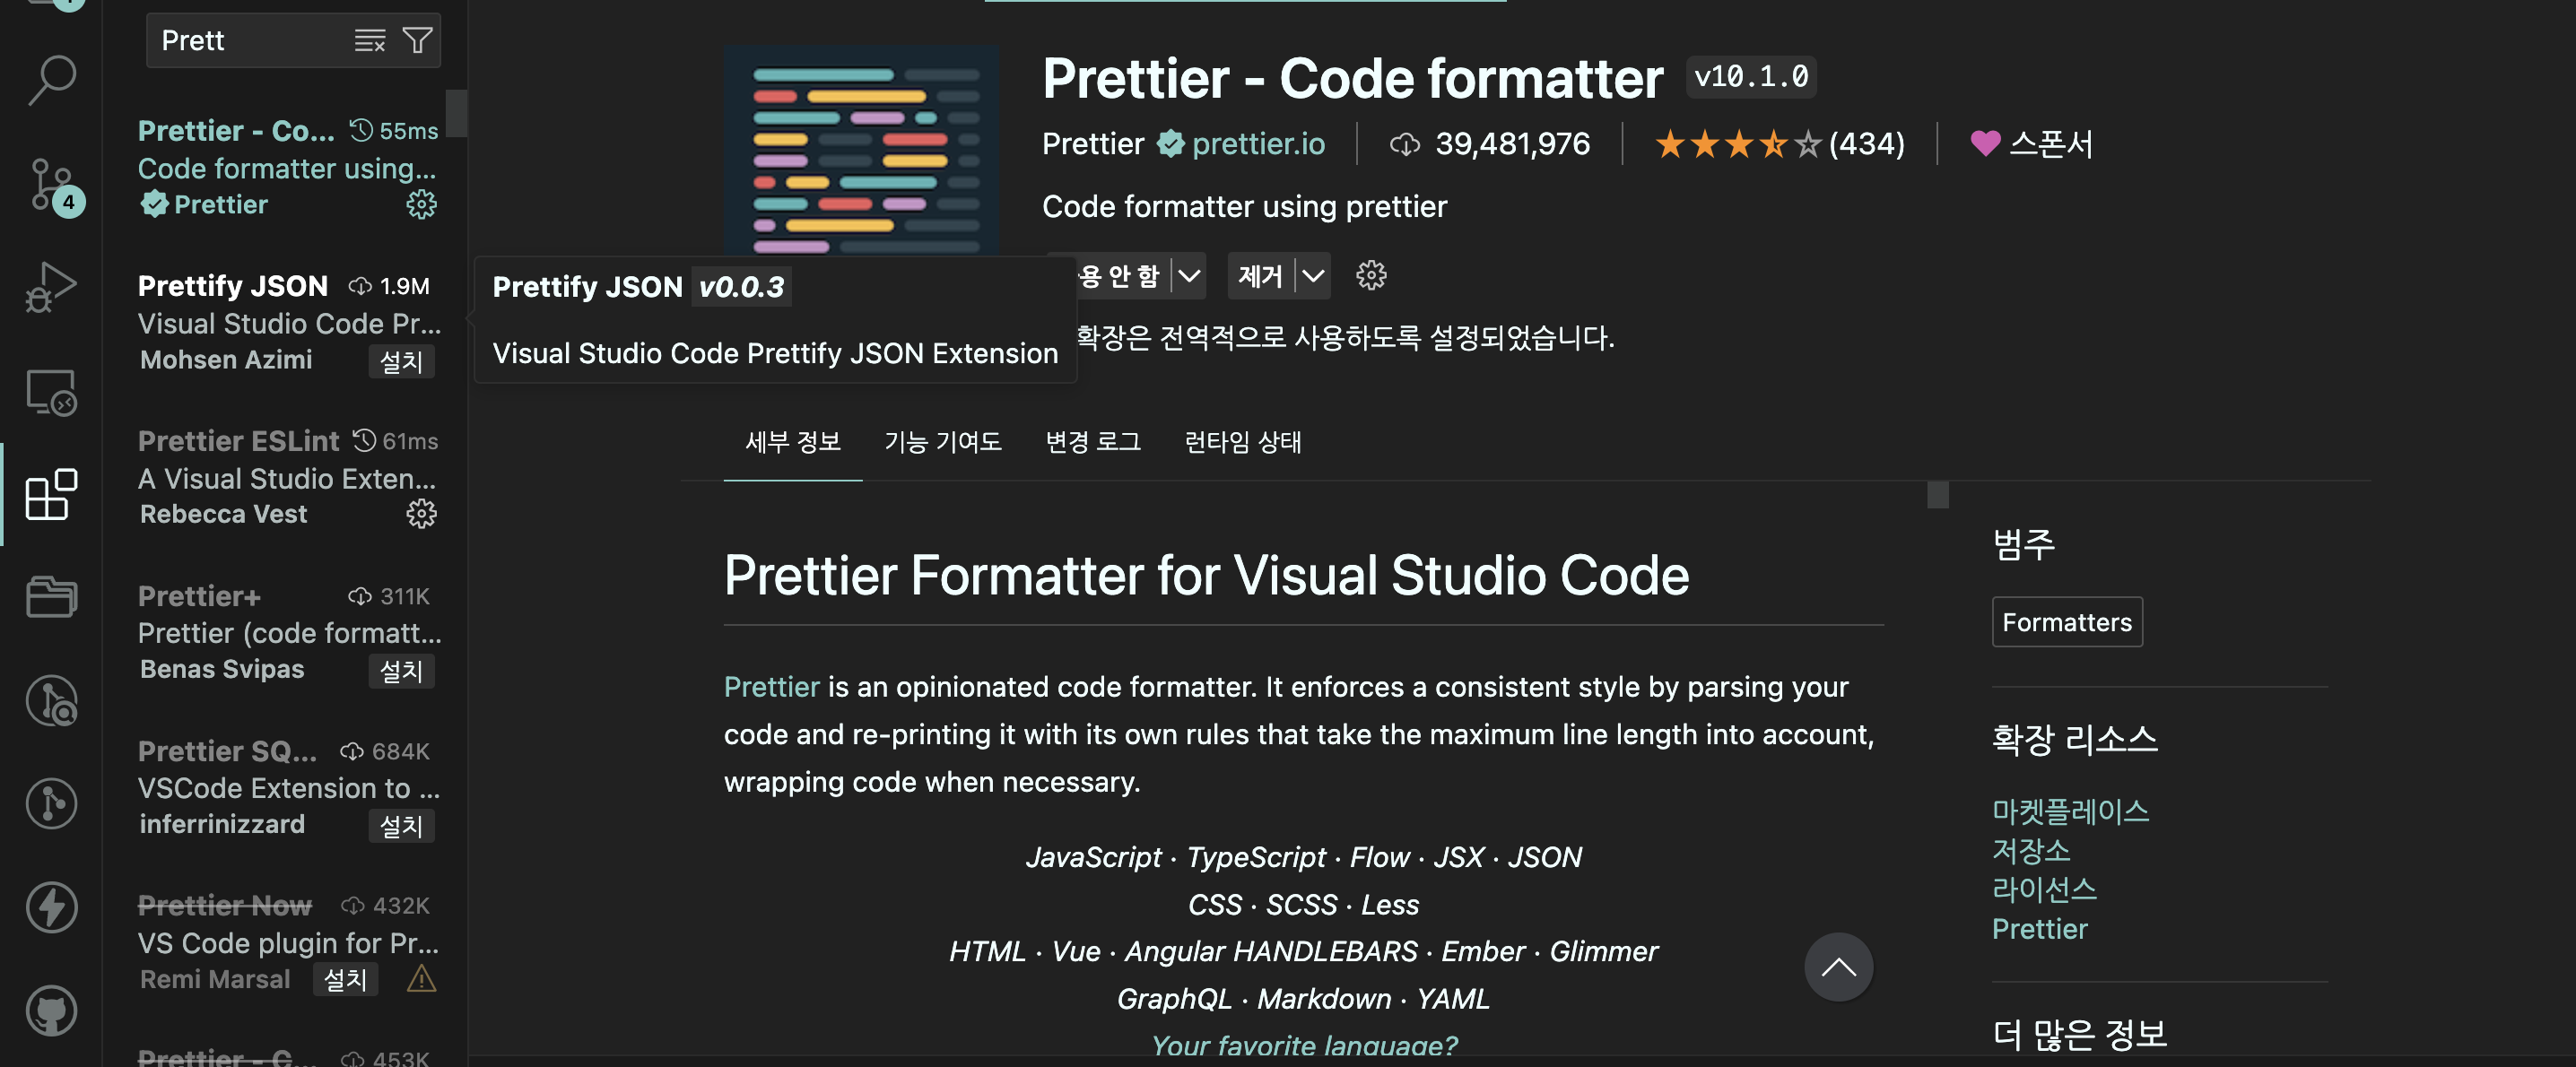 Prett
Prettier - Co... 55ms
Code formatter using...
Prettier
Prettify JSON 1.9M
Visual Studio Code Pr...
Mohsen Azimi 설치
Prettier ESLint 61ms
A Visual Studio Exten...
Rebecca Vest
Prettier+ 311K
Prettier (code formatt...
Benas Svipas 설치
Prettier SQ... 684K
VSCode Extension to ...
inferrinizzard 설치
Prettier Now 432K
VS Code plugin for Pr...
Remi Marsal 설치
Prettier - C... 453K
4
Prettify JSON v0.0.3
Visual Studio Code Prettify JSON Extension
Prettier - Code formatter v10.1.0
Prettier prettier.io 39,481,976 (434) 스폰서
Code formatter using prettier
용 안 함 제거
확장은 전역적으로 사용하도록 설정되었습니다.
세부 정보 기능 기여도 변경 로그 런타임 상태
Prettier Formatter for Visual Studio Code
Prettier is an opinionated code formatter. It enforces a consistent style by parsing your
code and re-printing it with its own rules that take the maximum line length into account,
wrapping code when necessary.
JavaScript · TypeScript · Flow · JSX · JSON
CSS · SCSS · Less
HTML · Vue · Angular HANDLEBARS · Ember · Glimmer
GraphQL · Markdown · YAML
Your favorite language?
범주
Formatters
확장 리소스
마켓플레이스
저장소
라이선스
Prettier
더 많은 정보